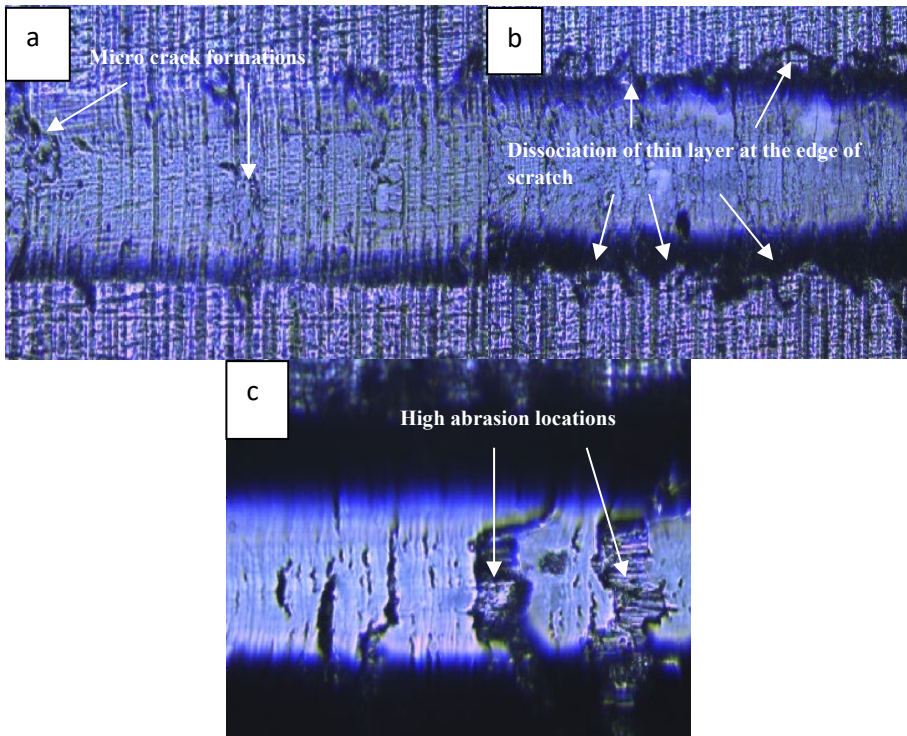 a
Micro crack formations
b
Dissociation of thin layer at the edge of
scratch
c
High abrasion locations